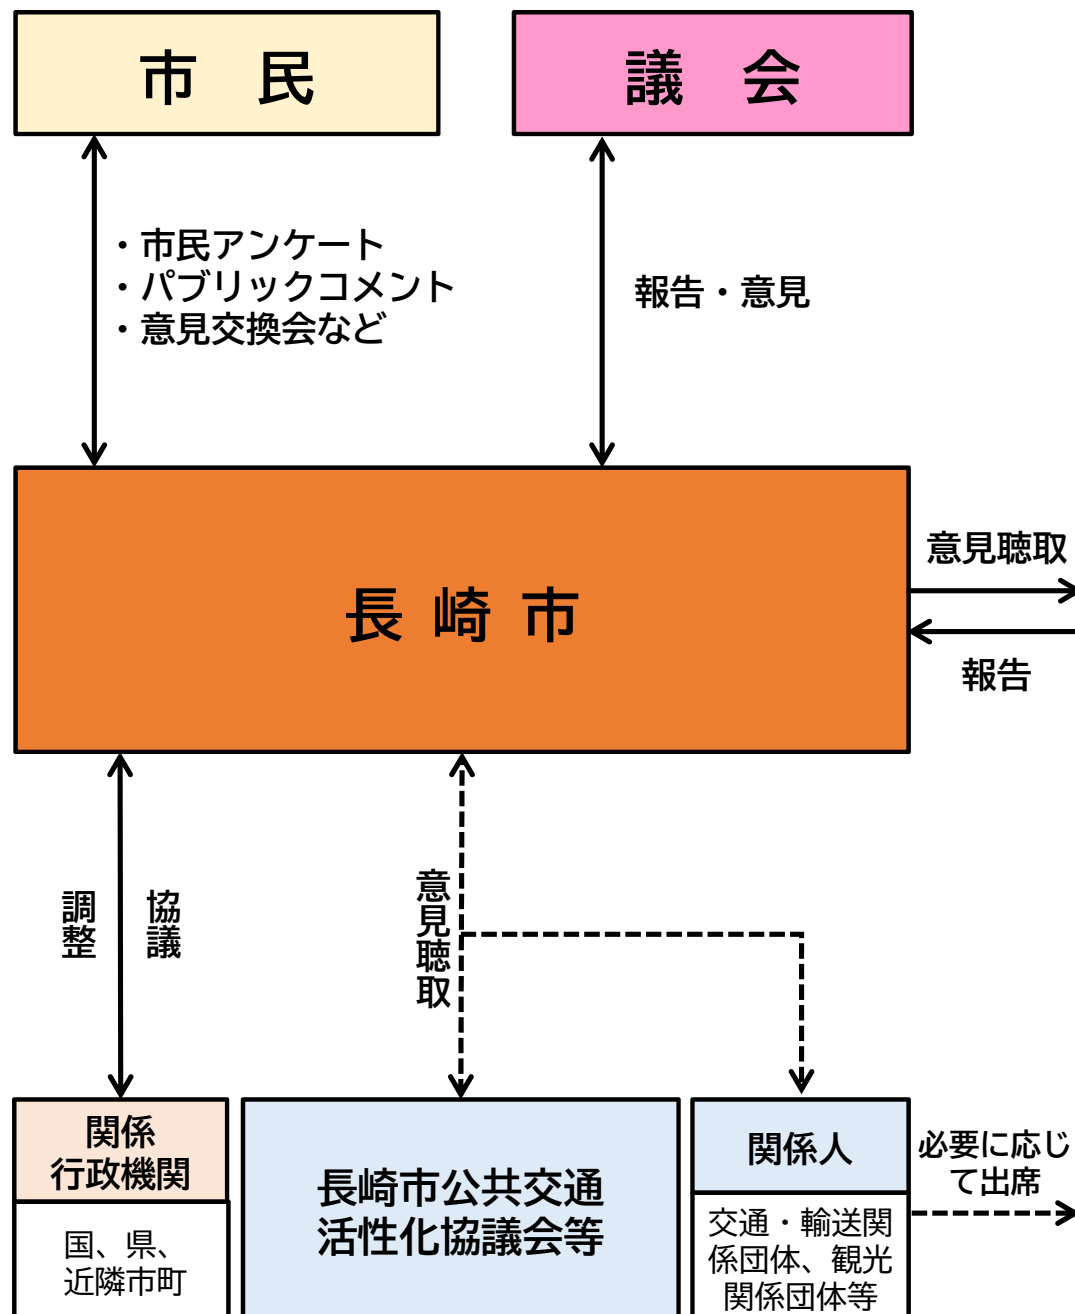 市　民
議　会
・市民アンケート
・パブリックコメント
・意見交換会など
報告・意見
長 崎 市
意見聴取
報告
調整
協議
意見聴取
関係
行政機関
国、県、
近隣市町
長崎市公共交通
活性化協議会等
関係人
交通・輸送関
係団体、観光
関係団体等
必要に応じ
て出席